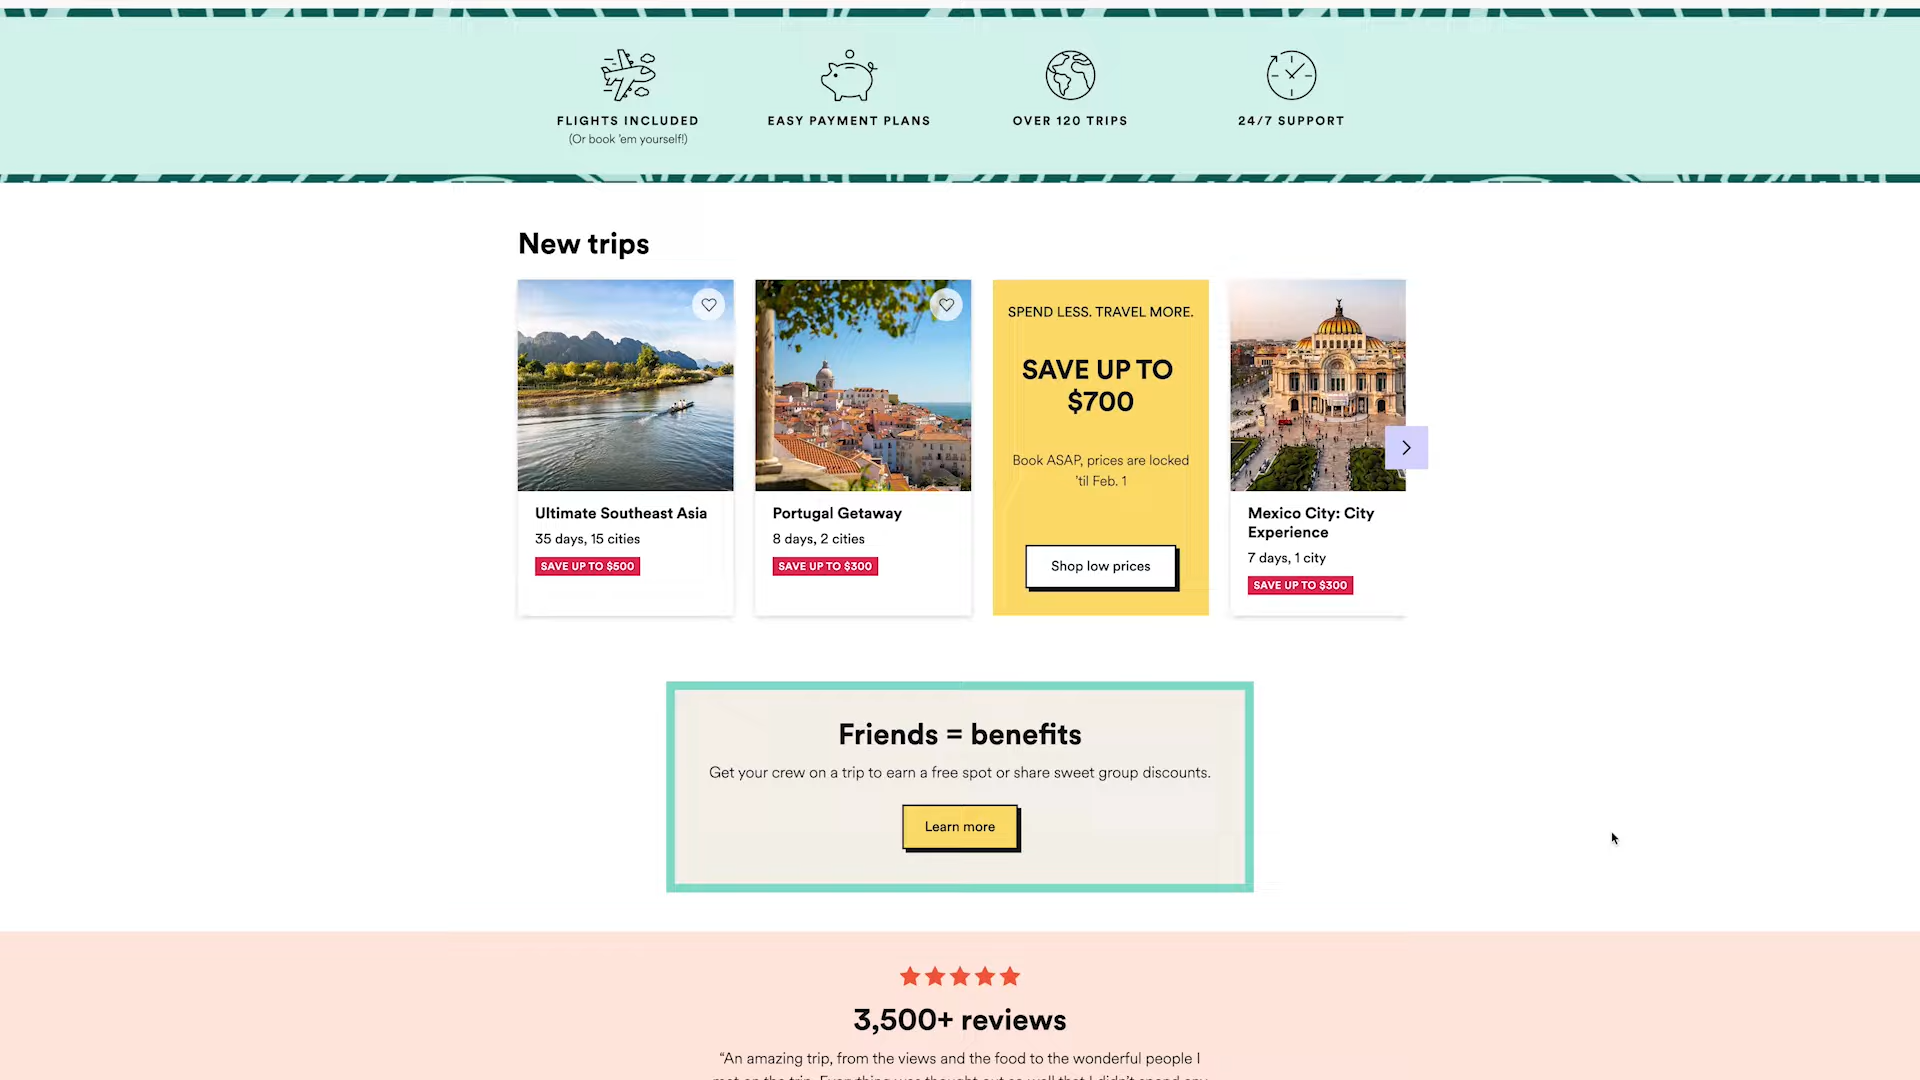 FLIGHTS INCLUDED
(Or book 'em yourself!)
EASY PAYMENT PLANS
OVER 120 TRIPS
24/7 SUPPORT
New trips
Ultimate Southeast Asia
35 days, 15 cities
SAVE UP TO $500
Portugal Getaway
8 days, 2 cities
SAVE UP TO $300
SPEND LESS. TRAVEL MORE.
SAVE UP TO
$700
Book ASAP, prices are locked
'til Feb. 1
Shop low prices
Mexico City: City
Experience
7 days, 1 city
SAVE UP TO $300
Friends = benefits
Get your crew on a trip to earn a free spot or share sweet group discounts.
Learn more
3,500+ reviews
“An amazing trip, from the views and the food to the wonderful people I